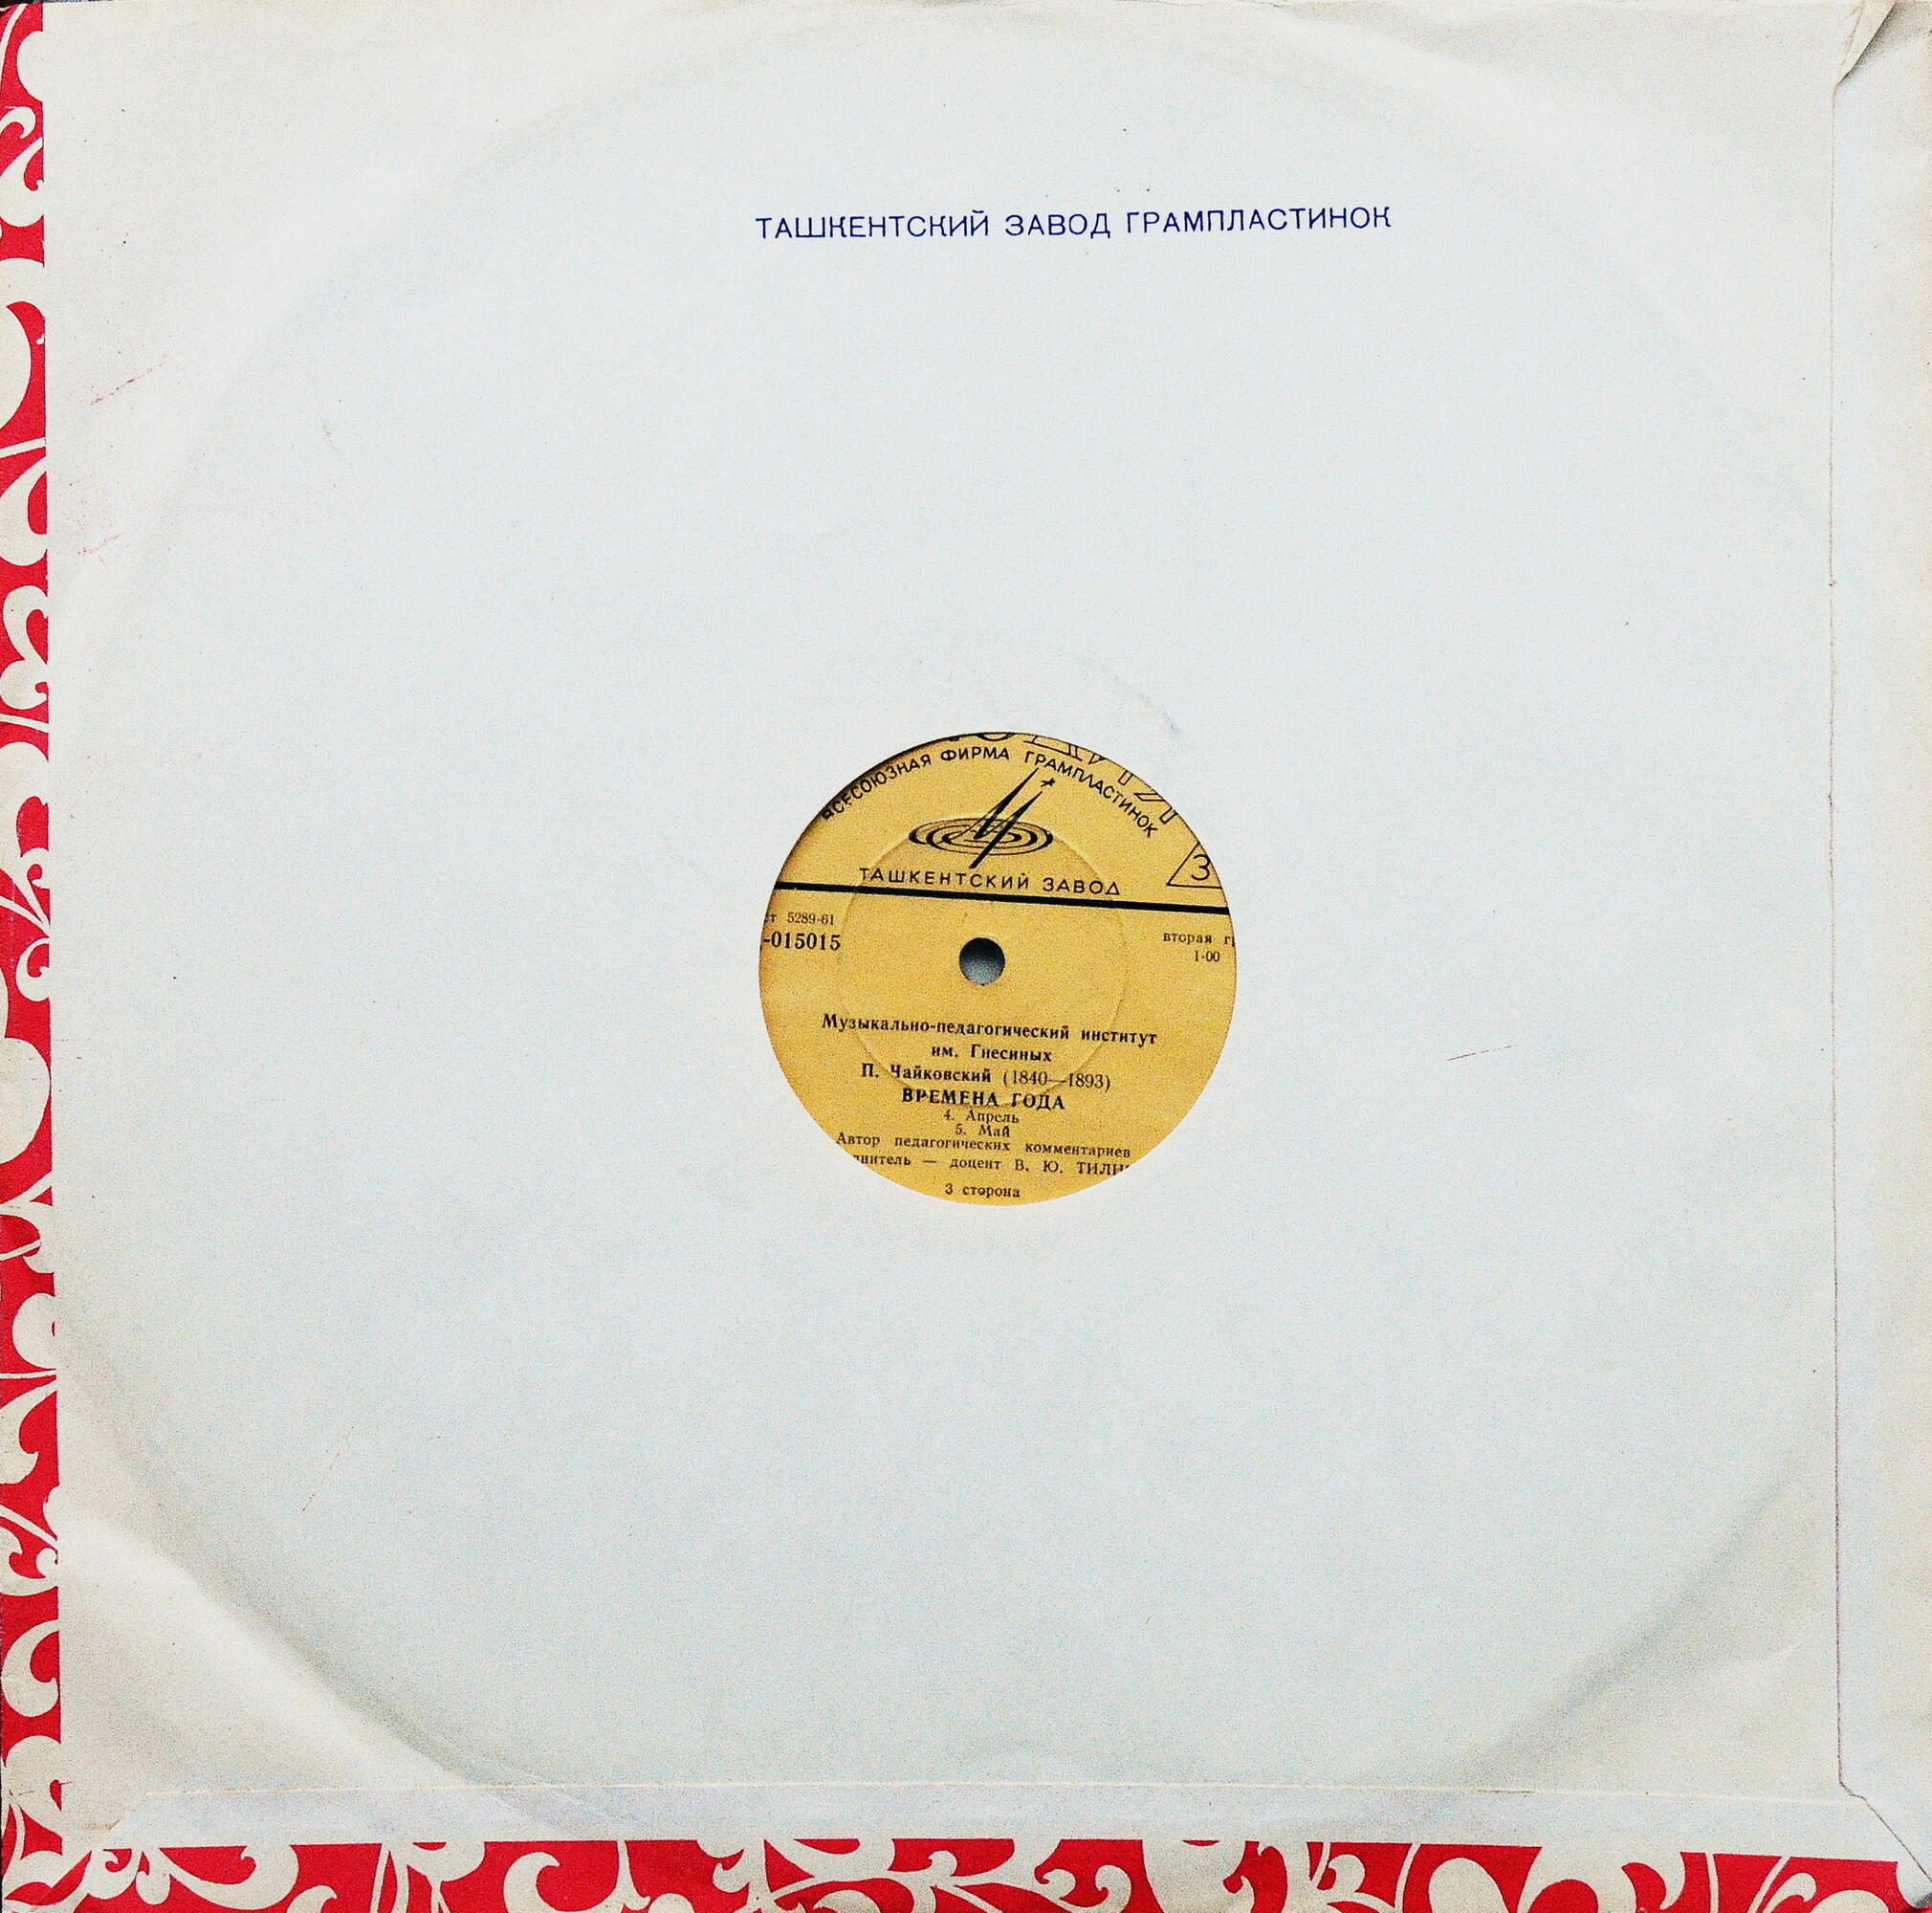 ТАШКЕНТСКИЙ ЗАВОД ГРАМПЛАСТИНОК
ВСЕСОЮЗНАЯ ФИРМА ГРАМПЛАСТИНОК
3
ТАШКЕНТСКИЙ ЗАВОД
5289-61
-015015
вторая
1-00
Музыкально-педагогический институт
им. Гнесиных
П. Чайковский (1840—1893)
ВРЕМЕНА ГОДА
4. Апрель
5. Май
Автор педагогических комментариев
— доцент В. Ю.
3 сторона